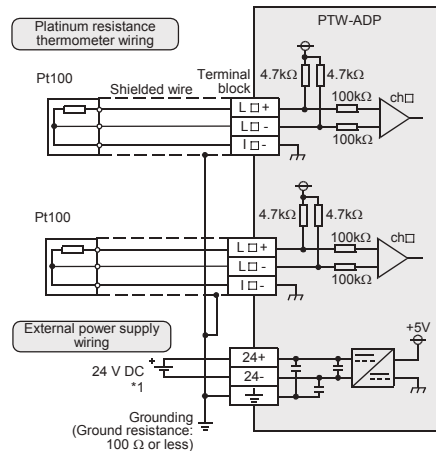 Platinum resistance
thermometer wiring
PTW-ADP
Pt100
Shielded wire
Terminal
block
4.7kΩ
4.7kΩ
L □ +
L □ -
I □ -
100kΩ
100kΩ
ch□
Pt100
4.7kΩ
4.7kΩ
L □ +
L □ -
I □ -
100kΩ
100kΩ
ch□
External power supply
wiring
+5V
24 V DC
*1
+
24+
24-
Grounding
(Ground resistance:
100 Ω or less)